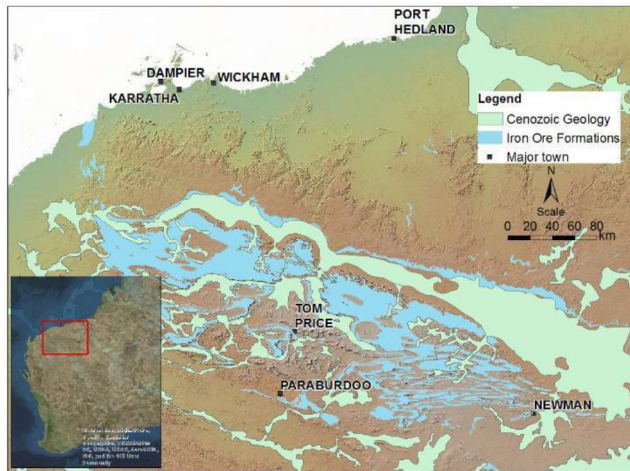 PORT
HEDLAND
DAMPIER
WICKHAM
KARRATHA
Legend
Cenozoic Geology
Iron Ore Formations
Major town
N
Scale
0 20 40 60 80
km
TOM
PRICE
PARABURDOO
NEWMAN
Community